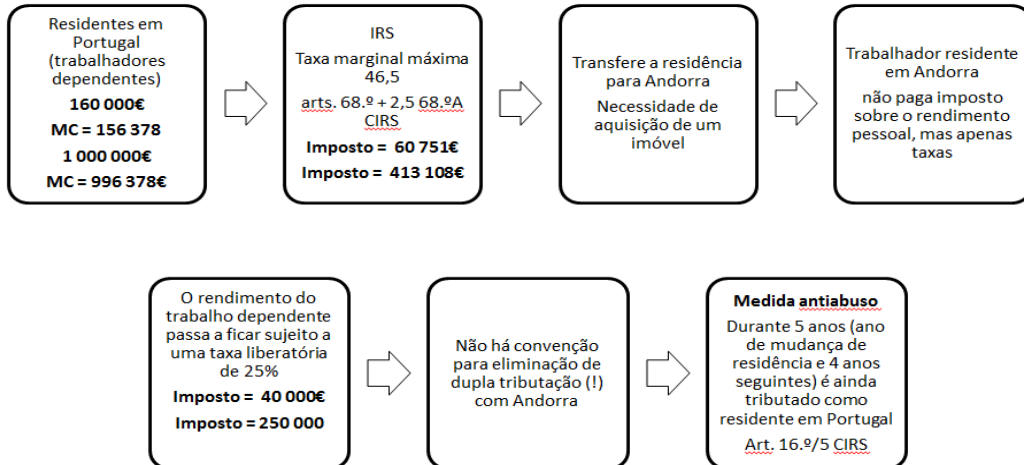 Residentes em
Portugal
(trabalhadores
dependentes)
160 000€
MC = 156 378
1 000 000€
MC = 996 378€
IRS
Taxa marginal máxima
46,5
arts. 68.º + 2,5 68.ºA
CIRS
Imposto = 60 751€
Imposto = 413 108€
Transfere a residência
para Andorra
Necessidade de
aquisição de um
imóvel
Trabalhador residente
em Andorra
não paga imposto
sobre o rendimento
pessoal, mas apenas
taxas
O rendimento do
trabalho dependente
passa a ficar sujeito a
uma taxa liberatória
de 25%
Imposto = 40 000€
Imposto = 250 000
Não há convenção
para eliminação de
dupla tributação (!)
com Andorra
Medida antiabuso
Durante 5 anos (ano
de mudança de
residência e 4 anos
seguintes) é ainda
tributado como
residente em Portugal
Art. 16.º/5 CIRS